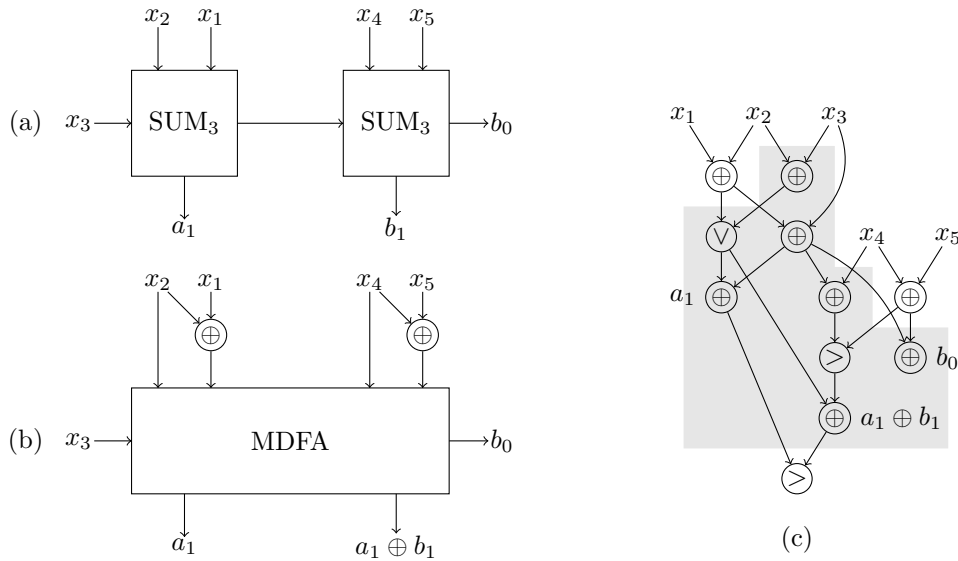 x₂ x₁ x₄ x₅
(a) x₃ SUM₃ SUM₃ b₀
a₁ b₁
x₂ x₁ x₄ x₅
⊕ ⊕
(b) x₃ MDFA b₀
a₁ a₁ ⊕ b₁
x₁ x₂ x₃
⊕ ⊕
∨ ⊕ x₄ x₅
a₁ ⊕ ⊕ ⊕
> ⊕ b₀
⊕ a₁ ⊕ b₁
>
(c)